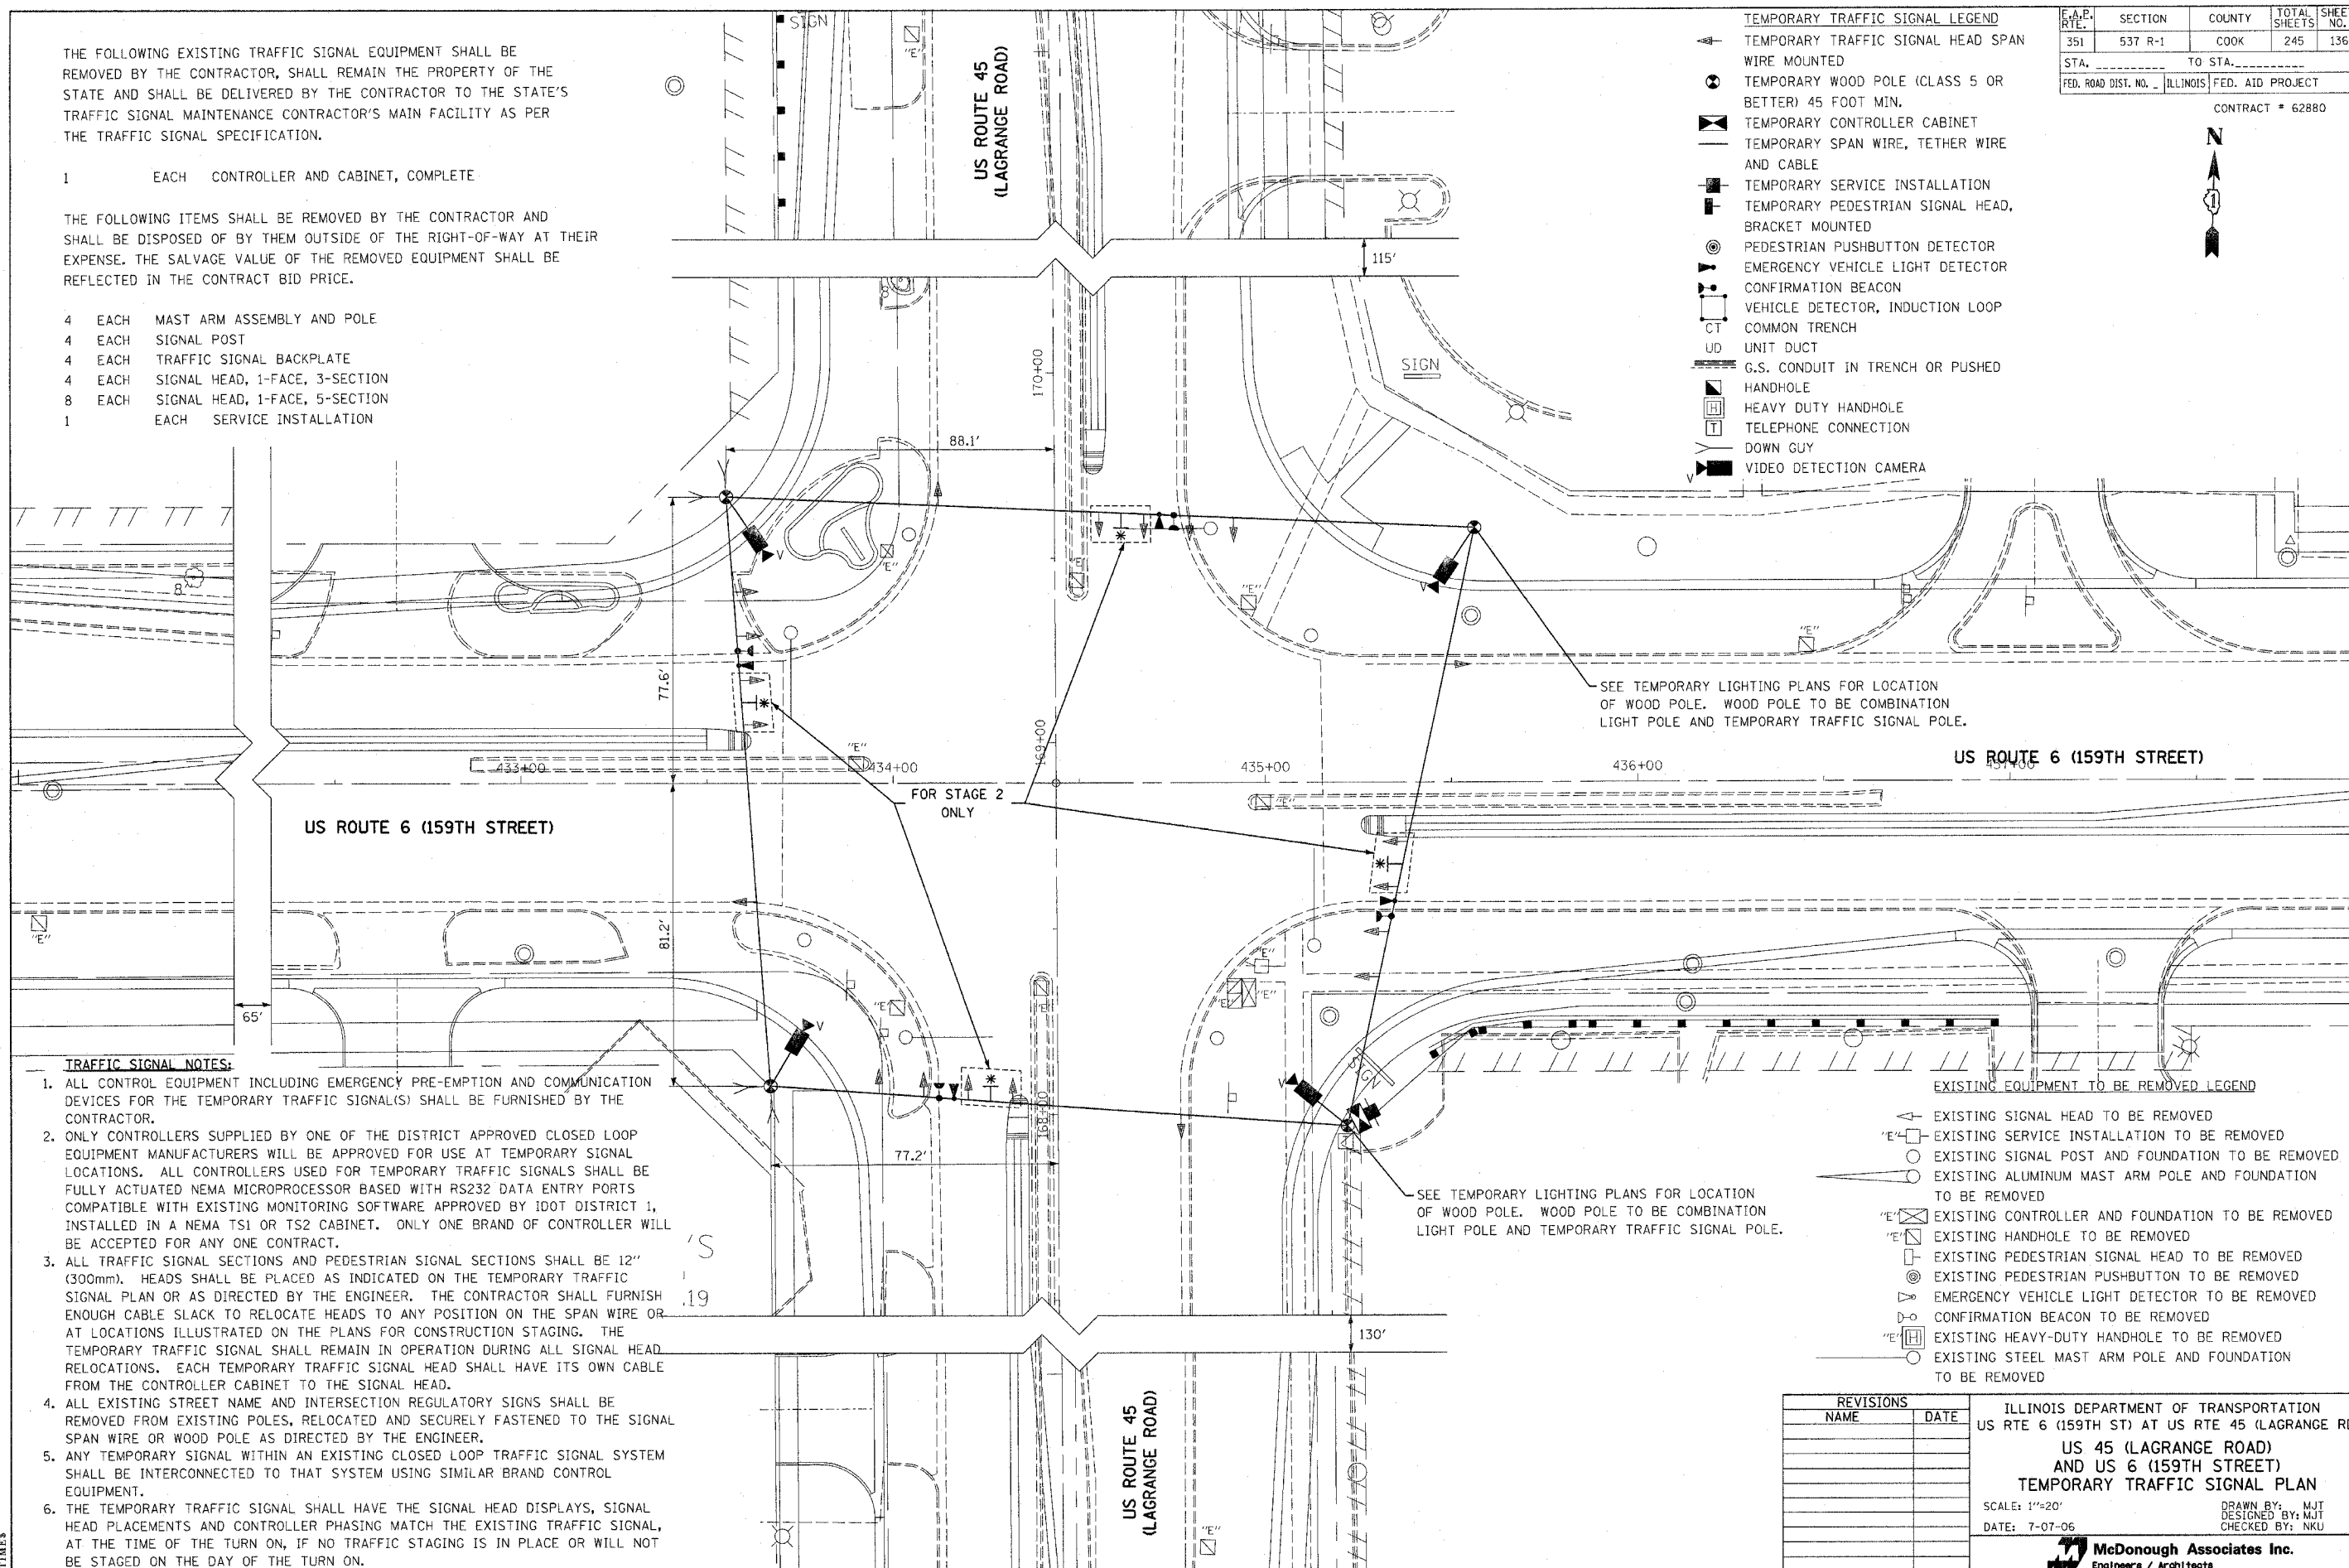 THE FOLLOWING EXISTING TRAFFIC SIGNAL EQUIPMENT SHALL BE
REMOVED BY THE CONTRACTOR, SHALL REMAIN THE PROPERTY OF THE
STATE AND SHALL BE DELIVERED BY THE CONTRACTOR TO THE STATE'S
TRAFFIC SIGNAL MAINTENANCE CONTRACTOR'S MAIN FACILITY AS PER
THE TRAFFIC SIGNAL SPECIFICATION.
1 EACH CONTROLLER AND CABINET, COMPLETE
THE FOLLOWING ITEMS SHALL BE REMOVED BY THE CONTRACTOR AND
SHALL BE DISPOSED OF BY THEM OUTSIDE OF THE RIGHT-OF-WAY AT THEIR
EXPENSE. THE SALVAGE VALUE OF THE REMOVED EQUIPMENT SHALL BE
REFLECTED IN THE CONTRACT BID PRICE.
4 EACH MAST ARM ASSEMBLY AND POLE
4 EACH SIGNAL POST
4 EACH TRAFFIC SIGNAL BACKPLATE
4 EACH SIGNAL HEAD, 1-FACE, 3-SECTION
8 EACH SIGNAL HEAD, 1-FACE, 5-SECTION
1 EACH SERVICE INSTALLATION
SIGN
"E"
US ROUTE 45
(LAGRANGE ROAD)
TEMPORARY TRAFFIC SIGNAL LEGEND
TEMPORARY TRAFFIC SIGNAL HEAD SPAN
WIRE MOUNTED
TEMPORARY WOOD POLE (CLASS 5 OR
BETTER) 45 FOOT MIN.
TEMPORARY CONTROLLER CABINET
TEMPORARY SPAN WIRE, TETHER WIRE
AND CABLE
TEMPORARY SERVICE INSTALLATION
TEMPORARY PEDESTRIAN SIGNAL HEAD,
BRACKET MOUNTED
PEDESTRIAN PUSHBUTTON DETECTOR
EMERGENCY VEHICLE LIGHT DETECTOR
CONFIRMATION BEACON
VEHICLE DETECTOR, INDUCTION LOOP
CT COMMON TRENCH
UD UNIT DUCT
G.S. CONDUIT IN TRENCH OR PUSHED
HANDHOLE
H HEAVY DUTY HANDHOLE
T TELEPHONE CONNECTION
DOWN GUY
V VIDEO DETECTION CAMERA
F.A.P. RTE. SECTION COUNTY TOTAL SHEETS SHEET NO.
351 537 R-1 COOK 245 136
STA. TO STA.
FED. ROAD DIST. NO. _ ILLINOIS FED. AID PROJECT
CONTRACT # 62880
N
1
115'
8
170+00
SIGN
88.1'
V
"E"
"E"
V
"E"
"E"
8
77.6'
SEE TEMPORARY LIGHTING PLANS FOR LOCATION
OF WOOD POLE. WOOD POLE TO BE COMBINATION
LIGHT POLE AND TEMPORARY TRAFFIC SIGNAL POLE.
169+00
"E"
433+00
434+00
435+00
436+00
437+00
US ROUTE 6 (159TH STREET)
FOR STAGE 2
ONLY
"E"
US ROUTE 6 (159TH STREET)
81.2'
"E"
"E"
"E"
"E"
"E"
"E"
65'
V
V
SIGN
168+00
77.2'
TRAFFIC SIGNAL NOTES:
1. ALL CONTROL EQUIPMENT INCLUDING EMERGENCY PRE-EMPTION AND COMMUNICATION
DEVICES FOR THE TEMPORARY TRAFFIC SIGNAL(S) SHALL BE FURNISHED BY THE
CONTRACTOR.
2. ONLY CONTROLLERS SUPPLIED BY ONE OF THE DISTRICT APPROVED CLOSED LOOP
EQUIPMENT MANUFACTURERS WILL BE APPROVED FOR USE AT TEMPORARY SIGNAL
LOCATIONS. ALL CONTROLLERS USED FOR TEMPORARY TRAFFIC SIGNALS SHALL BE
FULLY ACTUATED NEMA MICROPROCESSOR BASED WITH RS232 DATA ENTRY PORTS
COMPATIBLE WITH EXISTING MONITORING SOFTWARE APPROVED BY IDOT DISTRICT 1,
INSTALLED IN A NEMA TS1 OR TS2 CABINET. ONLY ONE BRAND OF CONTROLLER WILL
BE ACCEPTED FOR ANY ONE CONTRACT.
3. ALL TRAFFIC SIGNAL SECTIONS AND PEDESTRIAN SIGNAL SECTIONS SHALL BE 12"
(300mm). HEADS SHALL BE PLACED AS INDICATED ON THE TEMPORARY TRAFFIC
SIGNAL PLAN OR AS DIRECTED BY THE ENGINEER. THE CONTRACTOR SHALL FURNISH
ENOUGH CABLE SLACK TO RELOCATE HEADS TO ANY POSITION ON THE SPAN WIRE OR
AT LOCATIONS ILLUSTRATED ON THE PLANS FOR CONSTRUCTION STAGING. THE
TEMPORARY TRAFFIC SIGNAL SHALL REMAIN IN OPERATION DURING ALL SIGNAL HEAD
RELOCATIONS. EACH TEMPORARY TRAFFIC SIGNAL HEAD SHALL HAVE ITS OWN CABLE
FROM THE CONTROLLER CABINET TO THE SIGNAL HEAD.
4. ALL EXISTING STREET NAME AND INTERSECTION REGULATORY SIGNS SHALL BE
REMOVED FROM EXISTING POLES, RELOCATED AND SECURELY FASTENED TO THE SIGNAL
SPAN WIRE OR WOOD POLE AS DIRECTED BY THE ENGINEER.
5. ANY TEMPORARY SIGNAL WITHIN AN EXISTING CLOSED LOOP TRAFFIC SIGNAL SYSTEM
SHALL BE INTERCONNECTED TO THAT SYSTEM USING SIMILAR BRAND CONTROL
EQUIPMENT.
6. THE TEMPORARY TRAFFIC SIGNAL SHALL HAVE THE SIGNAL HEAD DISPLAYS, SIGNAL
HEAD PLACEMENTS AND CONTROLLER PHASING MATCH THE EXISTING TRAFFIC SIGNAL,
AT THE TIME OF THE TURN ON, IF NO TRAFFIC STAGING IS IN PLACE OR WILL NOT
BE STAGED ON THE DAY OF THE TURN ON.
'S
.19
SEE TEMPORARY LIGHTING PLANS FOR LOCATION
OF WOOD POLE. WOOD POLE TO BE COMBINATION
LIGHT POLE AND TEMPORARY TRAFFIC SIGNAL POLE.
130'
US ROUTE 45
(LAGRANGE ROAD)
"E"
EXISTING EQUIPMENT TO BE REMOVED LEGEND
EXISTING SIGNAL HEAD TO BE REMOVED
"E" EXISTING SERVICE INSTALLATION TO BE REMOVED
EXISTING SIGNAL POST AND FOUNDATION TO BE REMOVED
EXISTING ALUMINUM MAST ARM POLE AND FOUNDATION
TO BE REMOVED
"E" EXISTING CONTROLLER AND FOUNDATION TO BE REMOVED
"E" EXISTING HANDHOLE TO BE REMOVED
EXISTING PEDESTRIAN SIGNAL HEAD TO BE REMOVED
EXISTING PEDESTRIAN PUSHBUTTON TO BE REMOVED
EMERGENCY VEHICLE LIGHT DETECTOR TO BE REMOVED
CONFIRMATION BEACON TO BE REMOVED
"E" H EXISTING HEAVY-DUTY HANDHOLE TO BE REMOVED
EXISTING STEEL MAST ARM POLE AND FOUNDATION
TO BE REMOVED
REVISIONS
NAME DATE
ILLINOIS DEPARTMENT OF TRANSPORTATION
US RTE 6 (159TH ST) AT US RTE 45 (LAGRANGE RD
US 45 (LAGRANGE ROAD)
AND US 6 (159TH STREET)
TEMPORARY TRAFFIC SIGNAL PLAN
SCALE: 1"=20'
DATE: 7-07-06
DRAWN BY: MJT
DESIGNED BY: MJT
CHECKED BY: NKU
McDonough Associates Inc.
Engineers / Architects